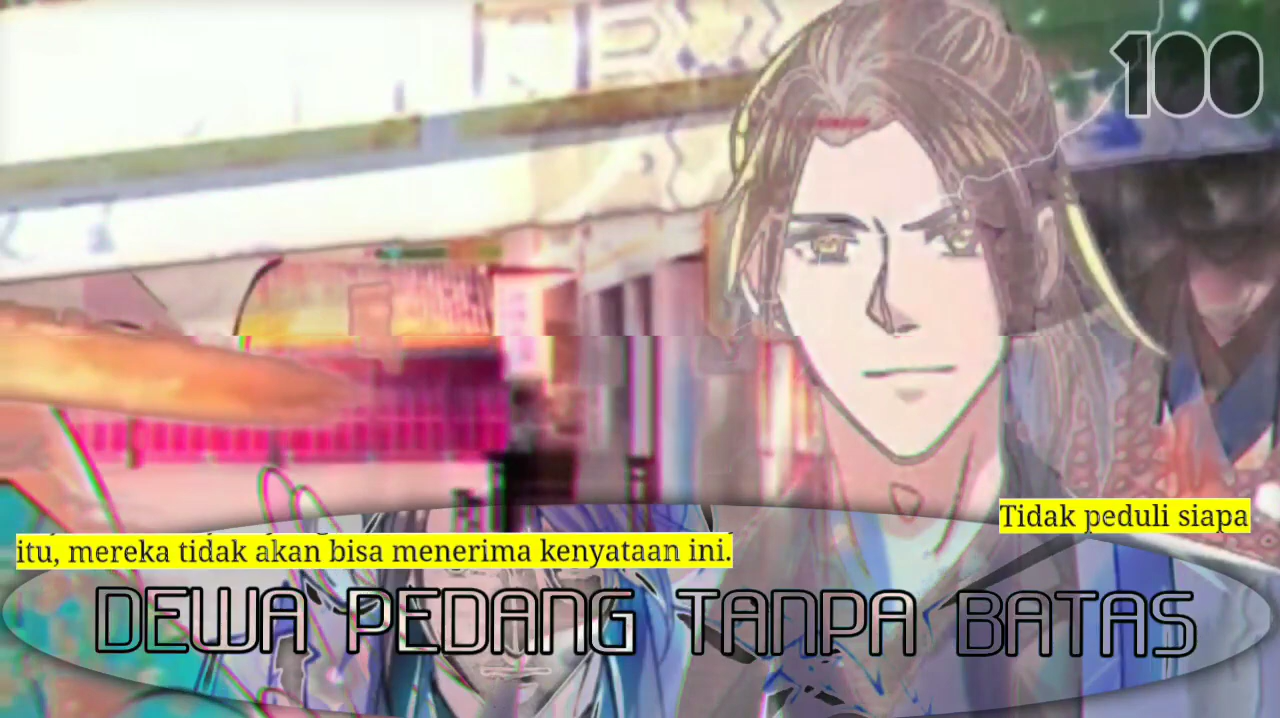 100
Tidak peduli siapa
itu, mereka tidak akan bisa menerima kenyataan ini.
DEWA PEDANG TANPA BATAS